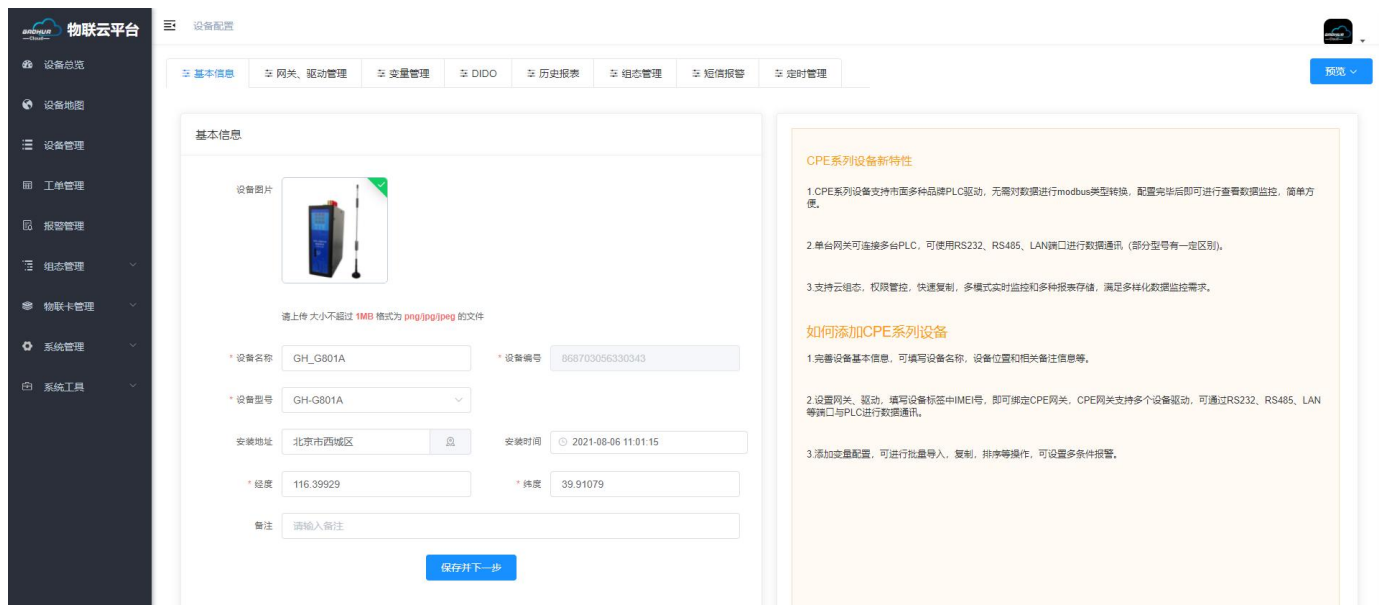 物联云平台
设备配置
设备总览
设备地图
设备管理
工单管理
报警管理
组态管理
物联卡管理
系统管理
系统工具
基本信息
网关、驱动管理
变量管理
DIDO
历史报表
组态管理
短信报警
定时管理
预览
基本信息
设备图片
请上传 大小不超过 1MB 格式为 png/jpg/jpeg 的文件
* 设备名称 GH_G801A
* 设备编号 868703056330343
* 设备型号 GH-G801A
安装地址 北京市西城区
安装时间 2021-08-06 11:01:15
* 经度 116.39929
* 纬度 39.91079
备注 请输入备注
保存并下一步
CPE系列设备新特性
1.CPE系列设备支持市面多种品牌PLC驱动，无需对数据进行modbus类型转换，配置完毕后即可进行查看数据监控，简单方
便。
2.单台网关可连接多台PLC，可使用RS232、RS485、LAN端口进行数据通讯（部分型号有一定区别)。
3.支持云组态，权限管控，快速复制，多模式实时监控和多种报表存储，满足多样化数据监控需求。
如何添加CPE系列设备
1.完善设备基本信息，可填写设备名称，设备位置和相关备注信息等。
2.设置网关、驱动，填写设备标签中IMEI号，即可绑定CPE网关，CPE网关支持多个设备驱动，可通过RS232、RS485、LAN
等端口与PLC进行数据通讯。
3.添加变量配置，可进行批量导入，复制，排序等操作，可设置多条件报警。